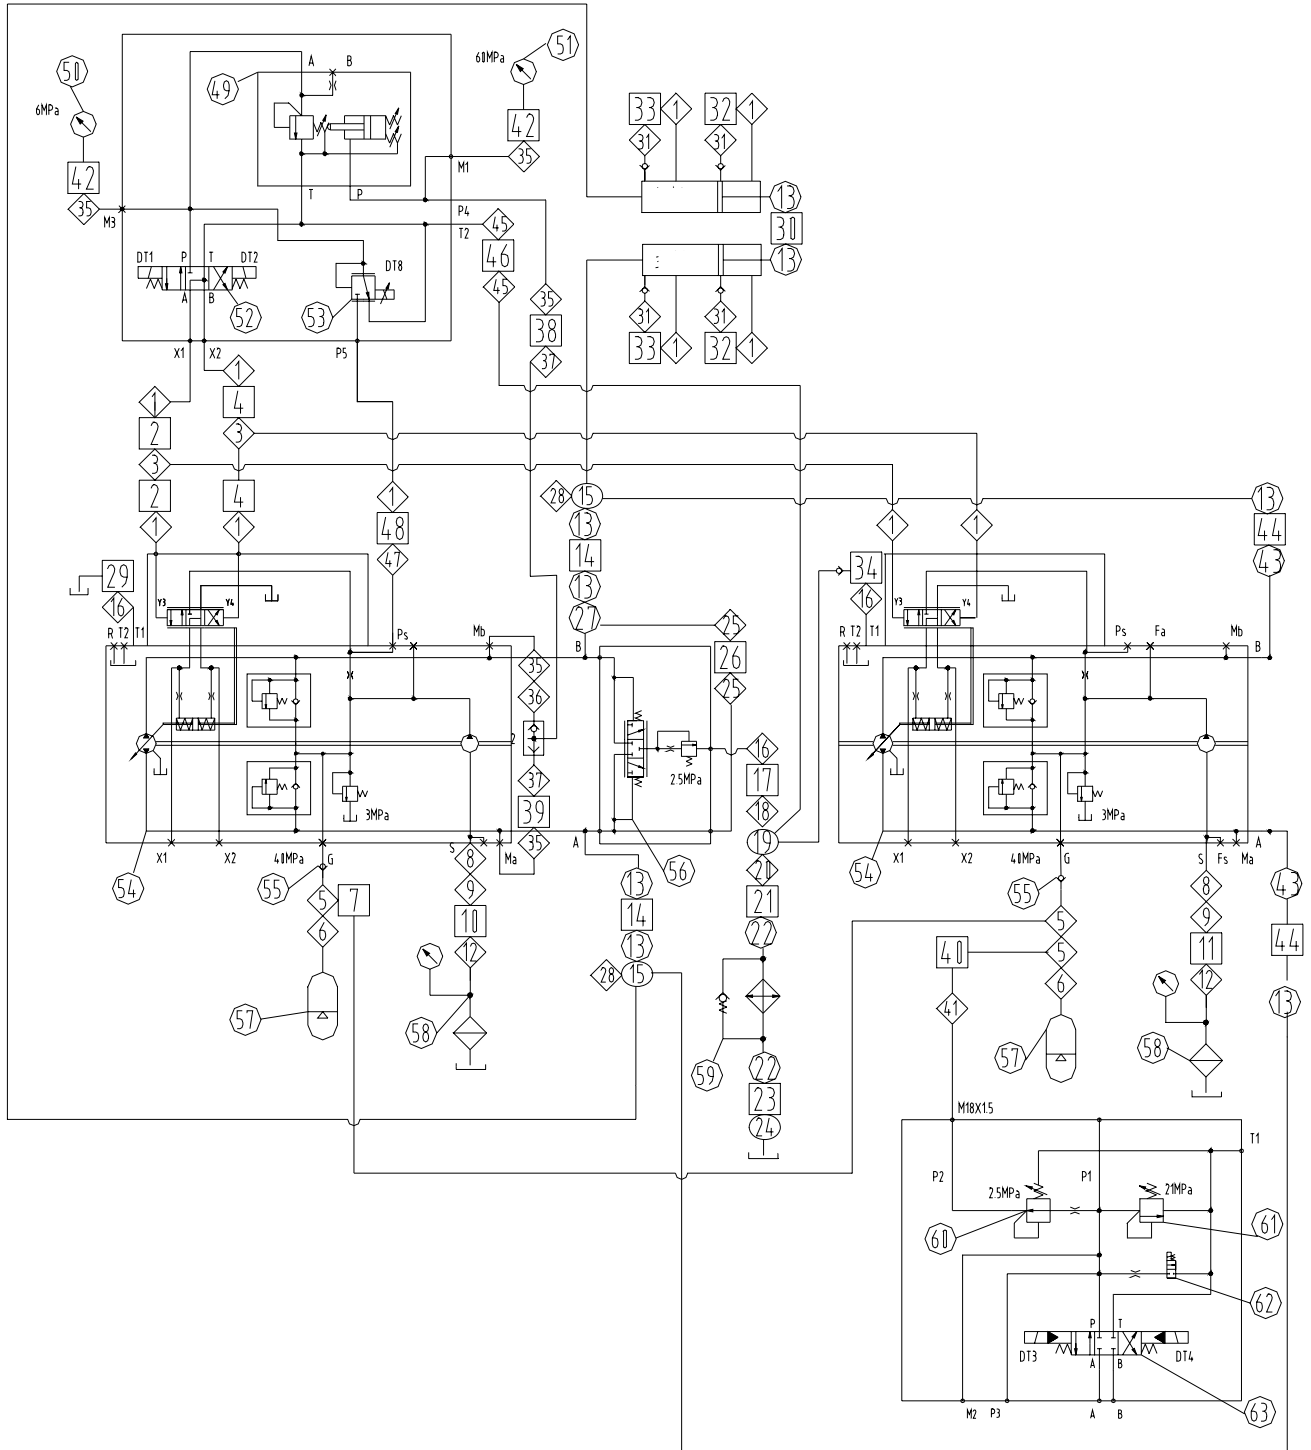 51
50
60MPa
A B
49
6MPa
33 1 32 1
42
42
31 31
35
M1
35
M3
T P
P4
T2
13
45
30
46
13
DT1 P T DT2
DT8
45
A B
52
53
35
31 31
38
33 1 32 1
X1 X2 P5
37
1
1 4
2 3
3
2 4 1 28 15 13
1 1 48 13 1 1 44
14
29 47 34 43
16 13 16
Y3 Y4 Y3 Y4
27 25
R T2 T1 Ps Mb B R T2 T1 Ps Fa Mb B
35 26
36 25
2 16
2.5MPa
37 17
3MPa 39 18 3MPa
35 19
X1 X2 40MPa G S Ma A X1 X2 40MPa G S Fs Ma A
54 55 8 56 20 54 55 8 43
5 7 9 13 21 5 9
6 10 14 22 40 5 11 44
12 13 6 12
28 15
57 58 41 13
59 22 57 58
23
24
M18X1.5
T1
P2 P1
2.5MPa 21MPa
60 61
62
P T
DT3 DT4
A B
M2 P3 A B
63